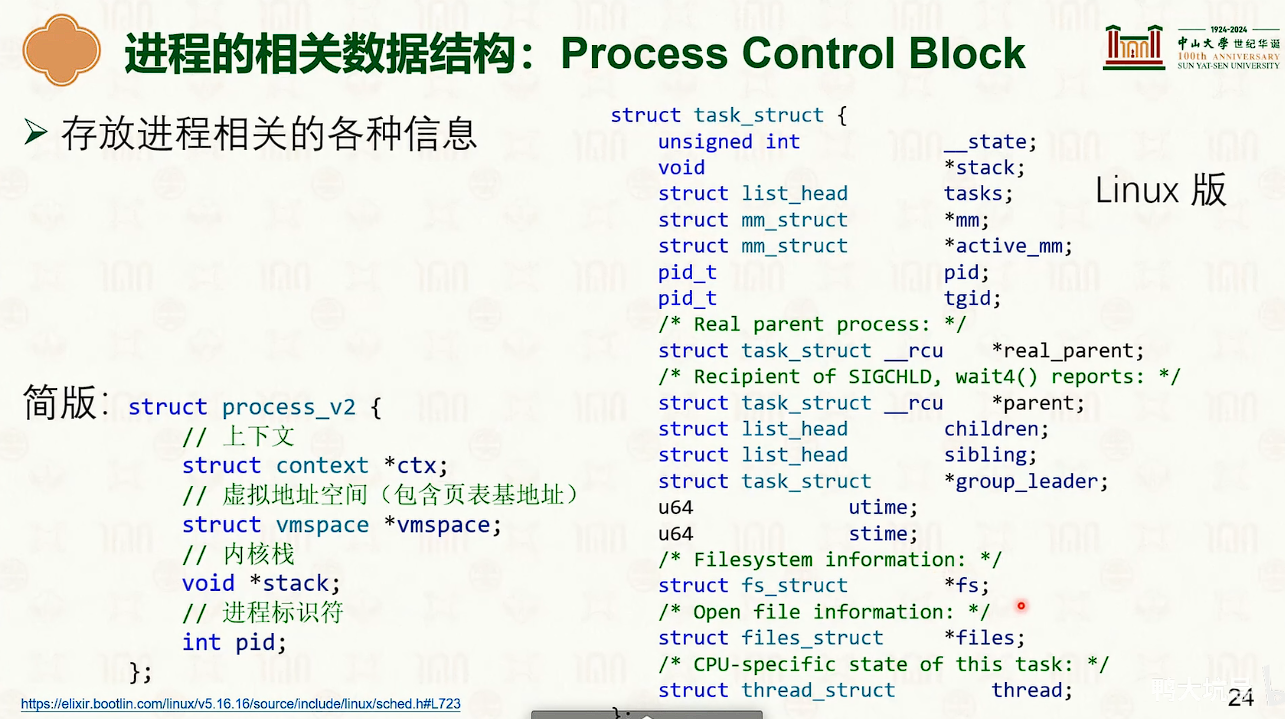 进程的相关数据结构：Process Control Block
1924-2024
中山大学 世纪华诞
100th ANNIVERSARY
SUN YAT-SEN UNIVERSITY
存放进程相关的各种信息
简版：
struct process_v2 {
// 上下文
struct context *ctx;
// 虚拟地址空间（包含页表基地址）
struct vmspace *vmspace;
// 内核栈
void *stack;
// 进程标识符
int pid;
};
Linux 版
struct task_struct {
unsigned int __state;
void *stack;
struct list_head tasks;
struct mm_struct *mm;
struct mm_struct *active_mm;
pid_t pid;
pid_t tgid;
/* Real parent process: */
struct task_struct __rcu *real_parent;
/* Recipient of SIGCHLD, wait4() reports: */
struct task_struct __rcu *parent;
struct list_head children;
struct list_head sibling;
struct task_struct *group_leader;
u64 utime;
u64 stime;
/* Filesystem information: */
struct fs_struct *fs;
/* Open file information: */
struct files_struct *files;
/* CPU-specific state of this task: */
struct thread_struct thread;
};
https://elixir.bootlin.com/linux/v5.16.16/source/include/linux/sched.h#L723
24